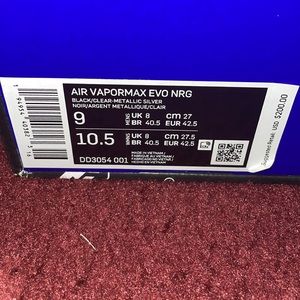 AIR VAPORMAX EVO NRG
BLACK/CLEAR-METALLIC SILVER
NOIR/ARGENT METALLIQUE/CLAIR
9 UK 8 cm 27
BR 40.5 EUR 42.5
10.5 UK 8 cm 27.5
BR 40.5 EUR 42.5
DD3054 001
MADE IN VIETNAM
Suggested Retail: USD $200.00